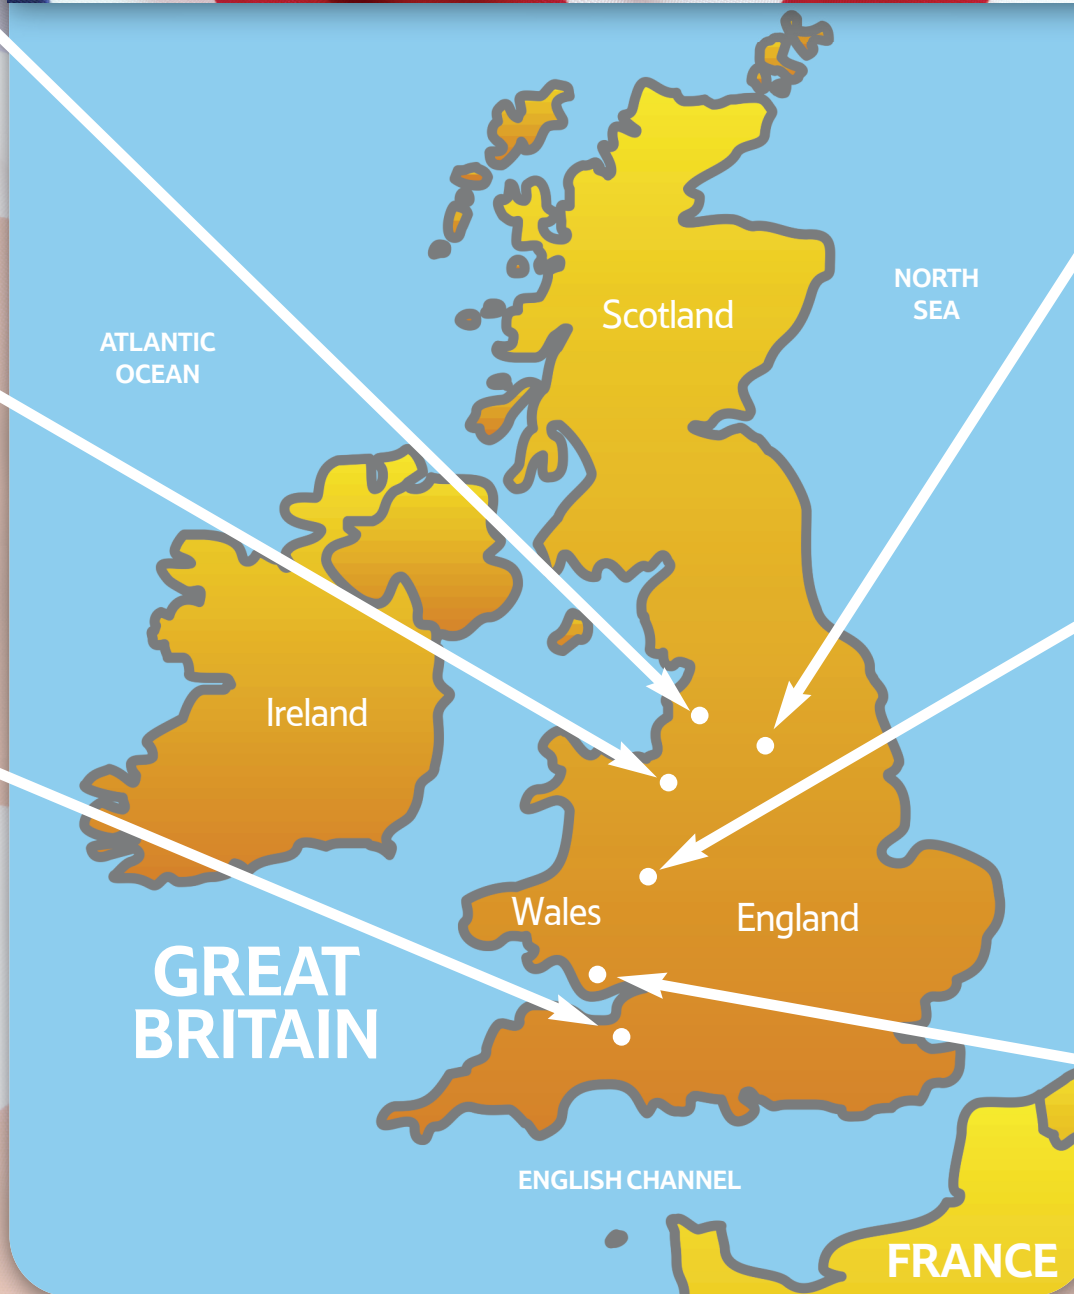 NORTH
SEA
Scotland
ATLANTIC
OCEAN
Ireland
Wales
England
GREAT
BRITAIN
ENGLISH CHANNEL
FRANCE